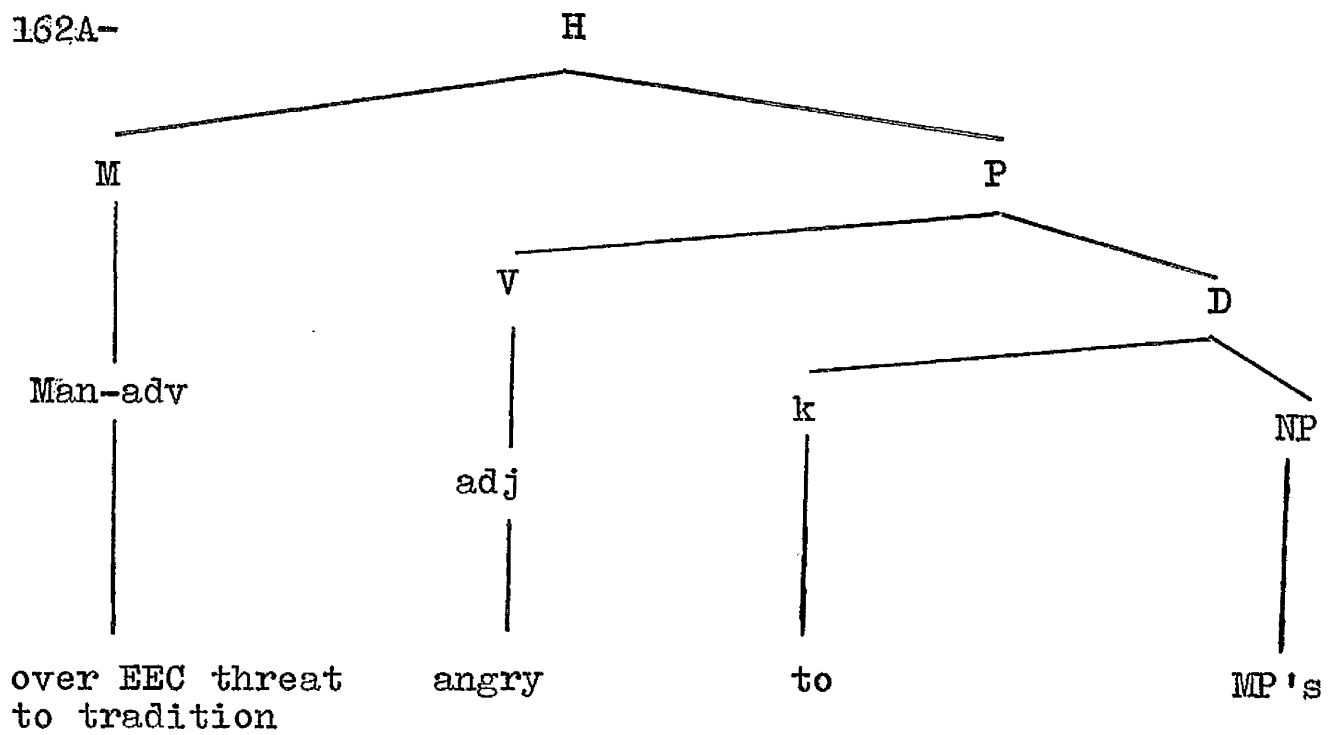 162A-
H
M P
V D
Man-adv k NP
adj
over EEC threat angry to MP's
to tradition